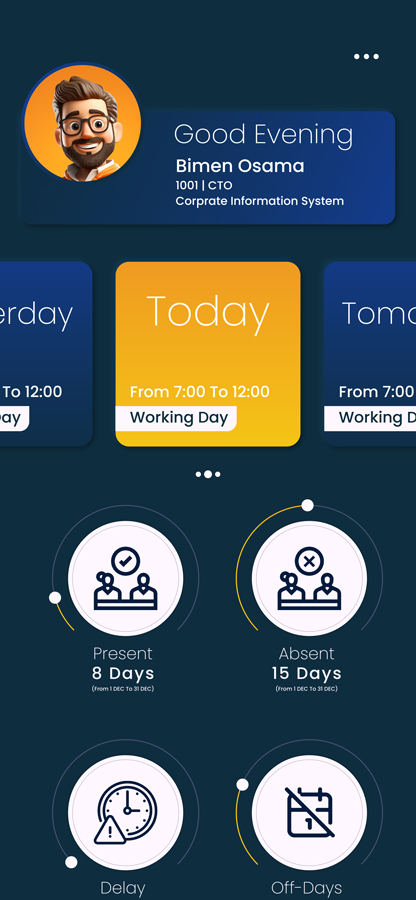 Good Evening
Bimen Osama
1001 | CTO
Corprate Information System
erday
Today
Tomo
To 12:00
From 7:00 To 12:00
From 7:00
ay
Working Day
Working D
Present
8 Days
(From 1 DEC To 31 DEC)
Absent
15 Days
(From 1 DEC To 31 DEC)
1
Delay
Off-Days